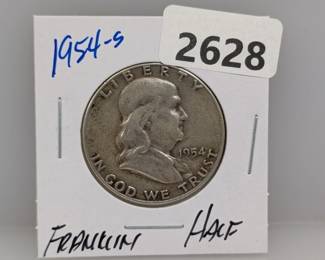 1954-S
2628
LIBERTY
1954
IN GOD WE TRUST
FRANKLIN HALF